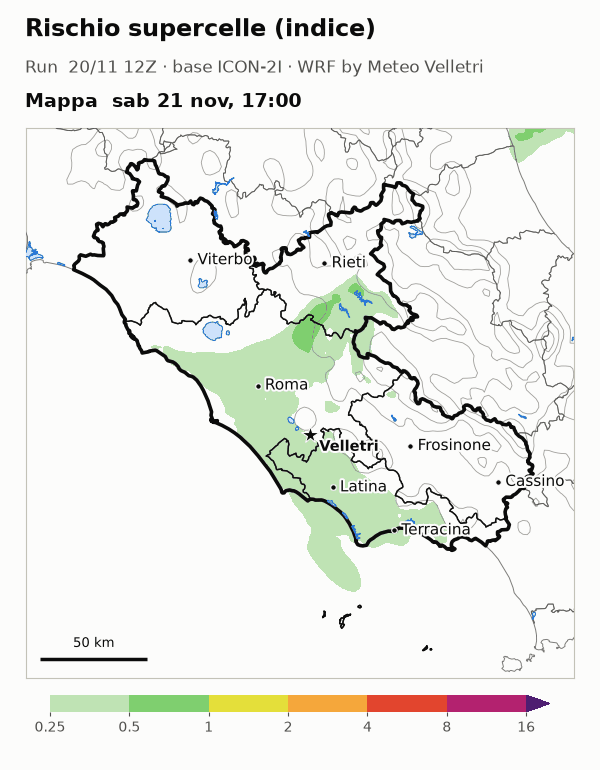 Rischio supercelle (indice)
Run  20/11 12Z · base ICON-2I · WRF by Meteo Velletri
Mappa  sab 21 nov, 17:00
Viterbo
Rieti
Roma
Velletri
Frosinone
Latina
Cassino
Terracina
50 km
0.25 0.5 1 2 4 8 16